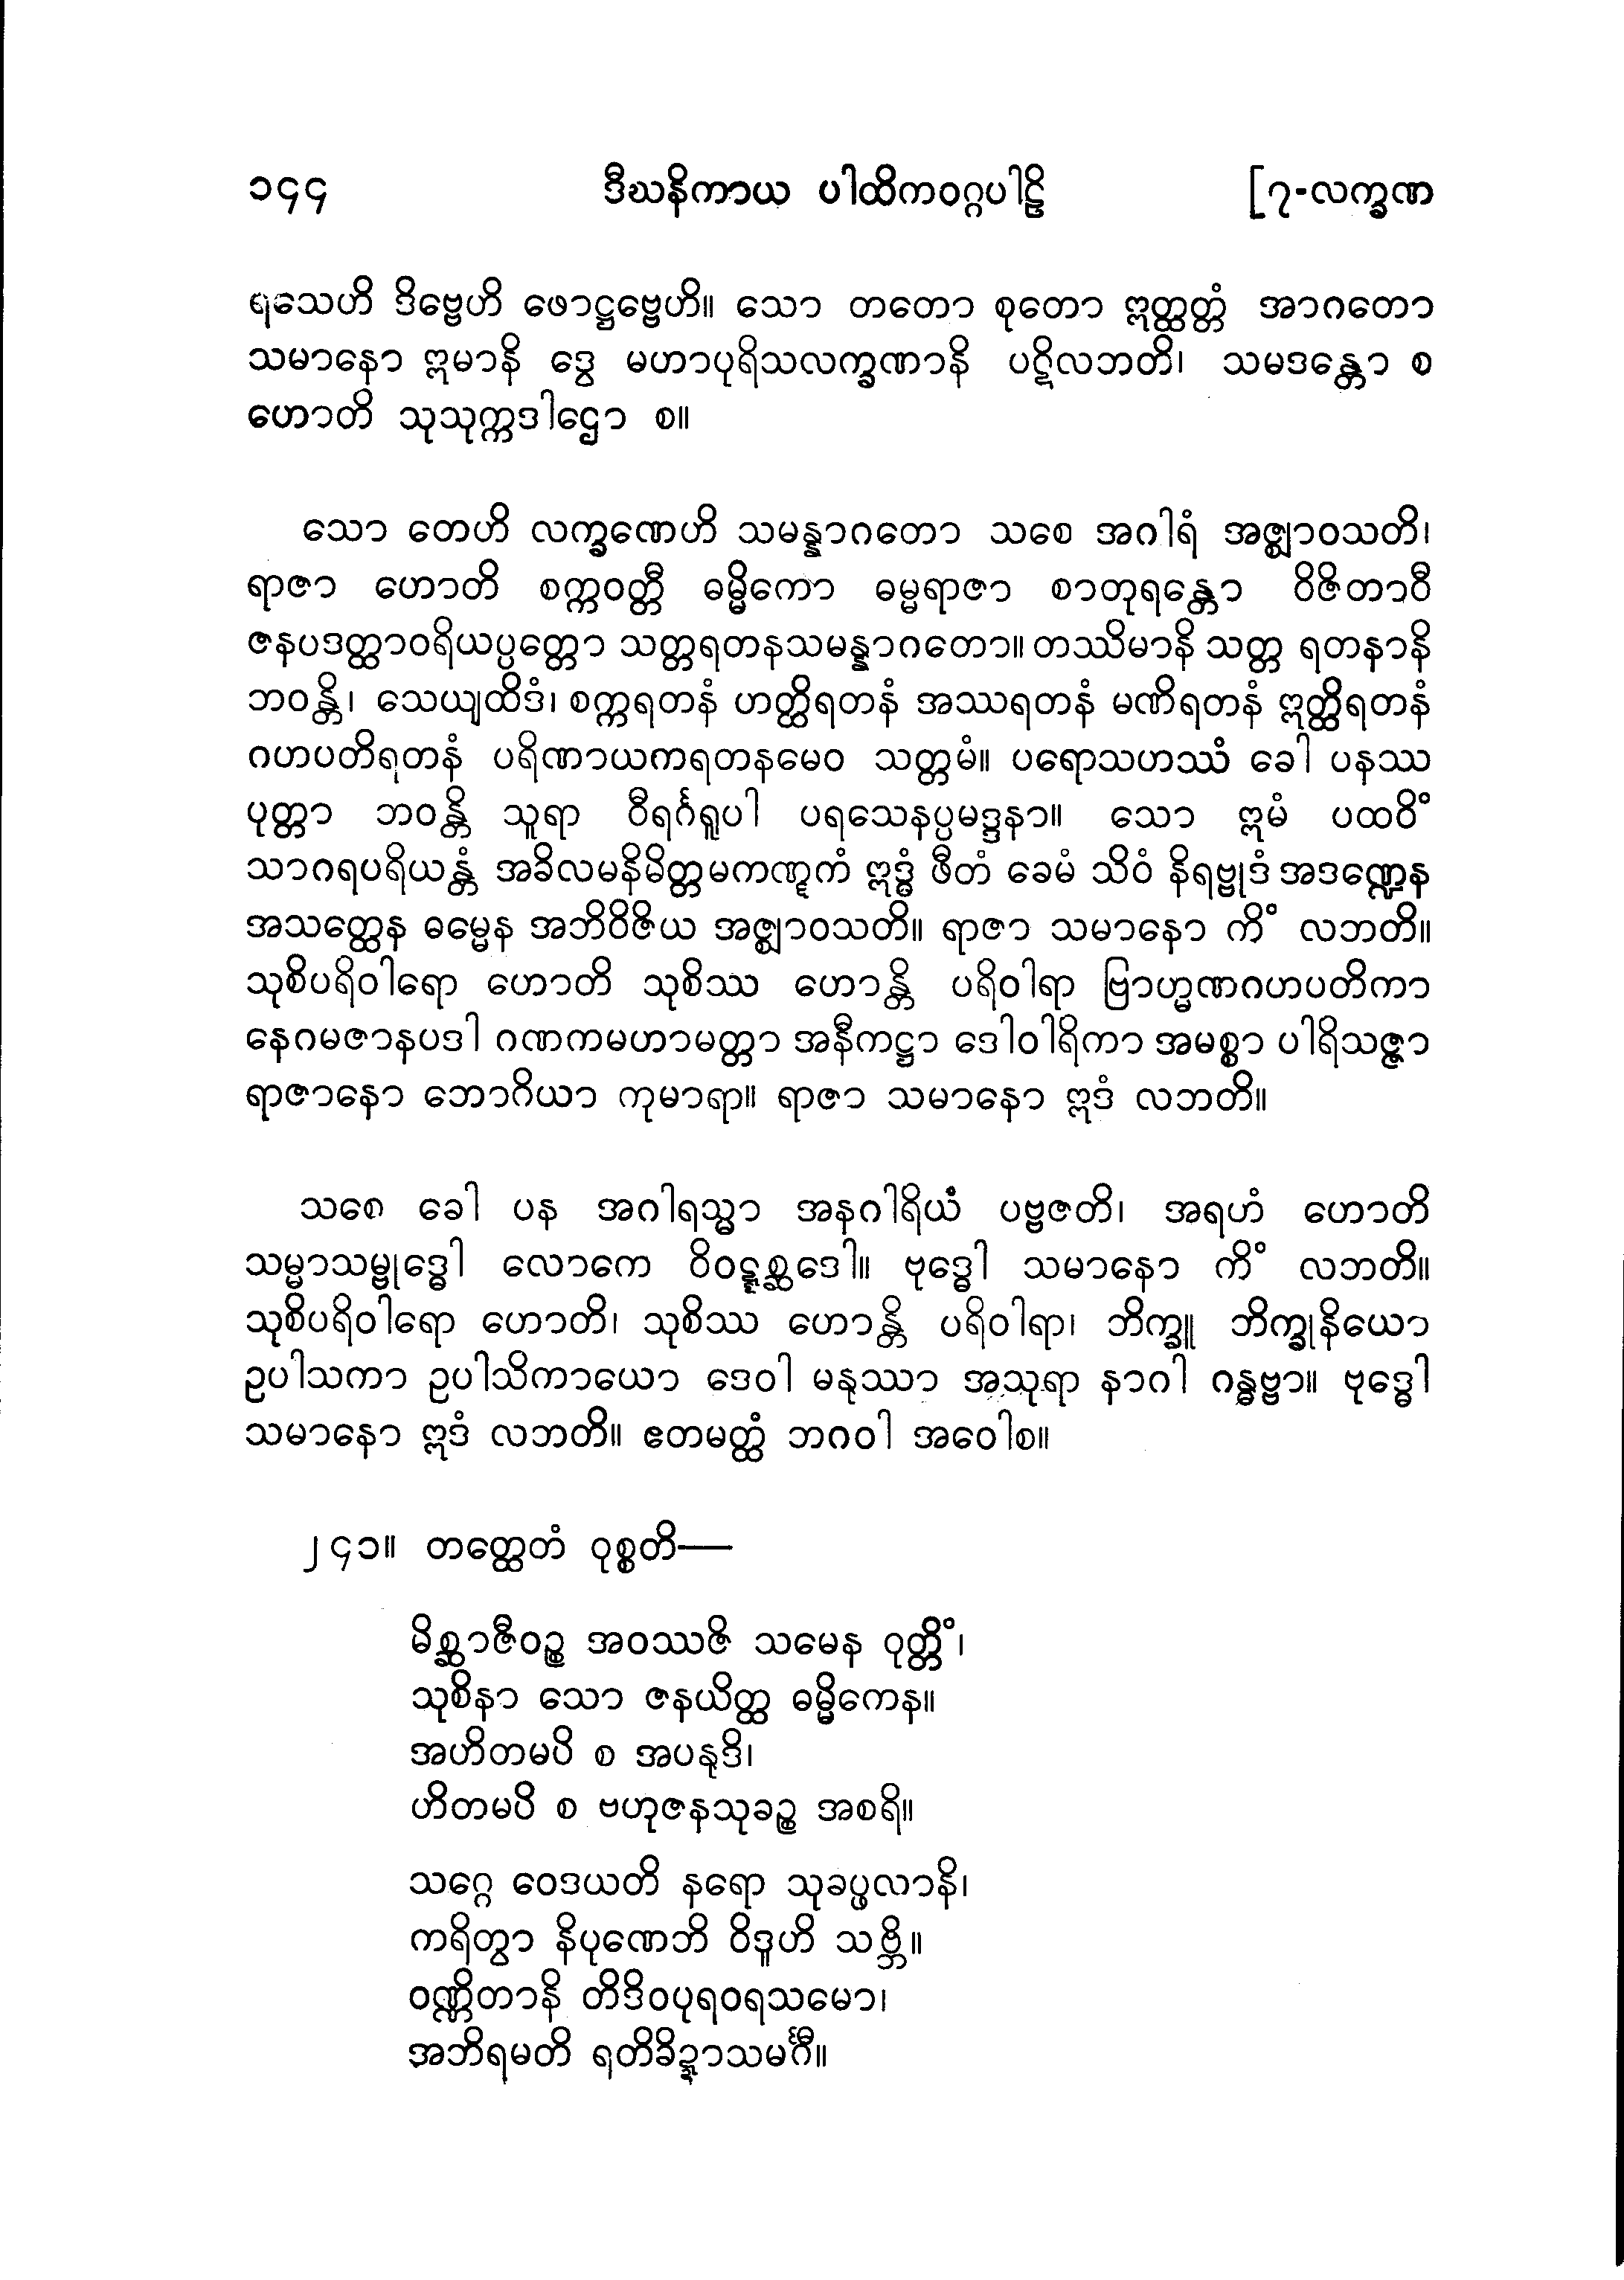 ၁၄၄ ဒီဃနိကာယ ပါထိကဝဂ္ဂပါဠိ [၇-လက္ခဏ
ရသေဟိ ဒိဗ္ဗေဟိ ဖောဋ္ဌဗ္ဗေဟိ။ သော တတော စုတော ဣတ္ထတ္တံ အာဂတော
သမာနော ဣမာနိ ဒွေ မဟာပုရိသလက္ခဏာနိ ပဋိလဘတိ၊ သမဒန္တော စ
ဟောတိ သုသုက္ကဒါဌော စ။
သော တေဟိ လက္ခဏေဟိ သမန္နာဂတော သစေ အဂါရံ အဇ္ဈာဝသတိ၊
ရာဇာ ဟောတိ စက္ကဝတ္တီ ဓမ္မိကော ဓမ္မရာဇာ စာတုရန္တော ဝိဇိတာဝီ
ဇနပဒတ္ထာဝရိယပ္ပတ္တော သတ္တရတနသမန္နာဂတော။ တဿိမာနိ သတ္တ ရတနာနိ
ဘဝန္တိ၊ သေယျထိဒံ၊ စက္ကရတနံ ဟတ္ထိရတနံ အဿရတနံ မဏိရတနံ ဣတ္ထိရတနံ
ဂဟပတိရတနံ ပရိဏာယကရတနမေဝ သတ္တမံ။ ပရောသဟဿံ ခေါ ပနဿ
ပုတ္တာ ဘဝန္တိ သူရာ ဝီရင်္ဂရူပါ ပရသေနပ္ပမဒ္ဒနာ။ သော ဣမံ ပထဝိံ
သာဂရပရိယန္တံ အခိလမနိမိတ္တမကဏ္ဋကံ ဣဒ္ဓံ ဖီတံ ခေမံ သိဝံ နိရဗ္ဗုဒံ အဒဏ္ဍေန
အသတ္ထေန ဓမ္မေန အဘိဝိဇိယ အဇ္ဈာဝသတိ။ ရာဇာ သမာနော ကိံ လဘတိ။
သုစိပရိဝါရော ဟောတိ သုစိဿ ဟောန္တိ ပရိဝါရာ ဗြာဟ္မဏဂဟပတိကာ
နေဂမဇာနပဒါ ဂဏကမဟာမတ္တာ အနီကဋ္ဌာ ဒေါဝါရိကာ အမစ္စာ ပါရိသဇ္ဇာ
ရာဇာနော ဘောဂိယာ ကုမာရာ။ ရာဇာ သမာနော ဣဒံ လဘတိ။
သစေ ခေါ ပန အဂါရသ္မာ အနဂါရိယံ ပဗ္ဗဇတိ၊ အရဟံ ဟောတိ
သမ္မာသမ္ဗုဒ္ဓေါ လောကေ ဝိဝဋ္ဋစ္ဆဒေါ။ ဗုဒ္ဓေါ သမာနော ကိံ လဘတိ။
သုစိပရိဝါရော ဟောတိ၊ သုစိဿ ဟောန္တိ ပရိဝါရာ၊ ဘိက္ခူ ဘိက္ခုနိယော
ဥပါသကာ ဥပါသိကာယော ဒေဝါ မနုဿာ အသုရာ နာဂါ ဂန္ဓဗ္ဗာ။ ဗုဒ္ဓေါ
သမာနော ဣဒံ လဘတိ။ ဧတမတ္ထံ ဘဂဝါ အဝေါစ။
၂၄၁။ တတ္ထေတံ ဝုစ္စတိ—
မိစ္ဆာဇီဝဉ္စ အဝဿဇိ သမေန ဝုတ္တိံ၊
သုစိနာ သော ဇနယိတ္ထ ဓမ္မိကေန။
အဟိတမပိ စ အပနုဒိ၊
ဟိတမပိ စ ဗဟုဇနသုခဉ္စ အစရိ။
သဂ္ဂေ ဝေဒယတိ နရော သုခပ္ဖလာနိ၊
ကရိတွာ နိပုဏေဘိ ဝိဒူဟိ သဗ္ဘိ။
ဝဏ္ဏိတာနိ တိဒိဝပုရဝရသမော၊
အဘိရမတိ ရတိခိဍ္ဍာသမင်္ဂီ။